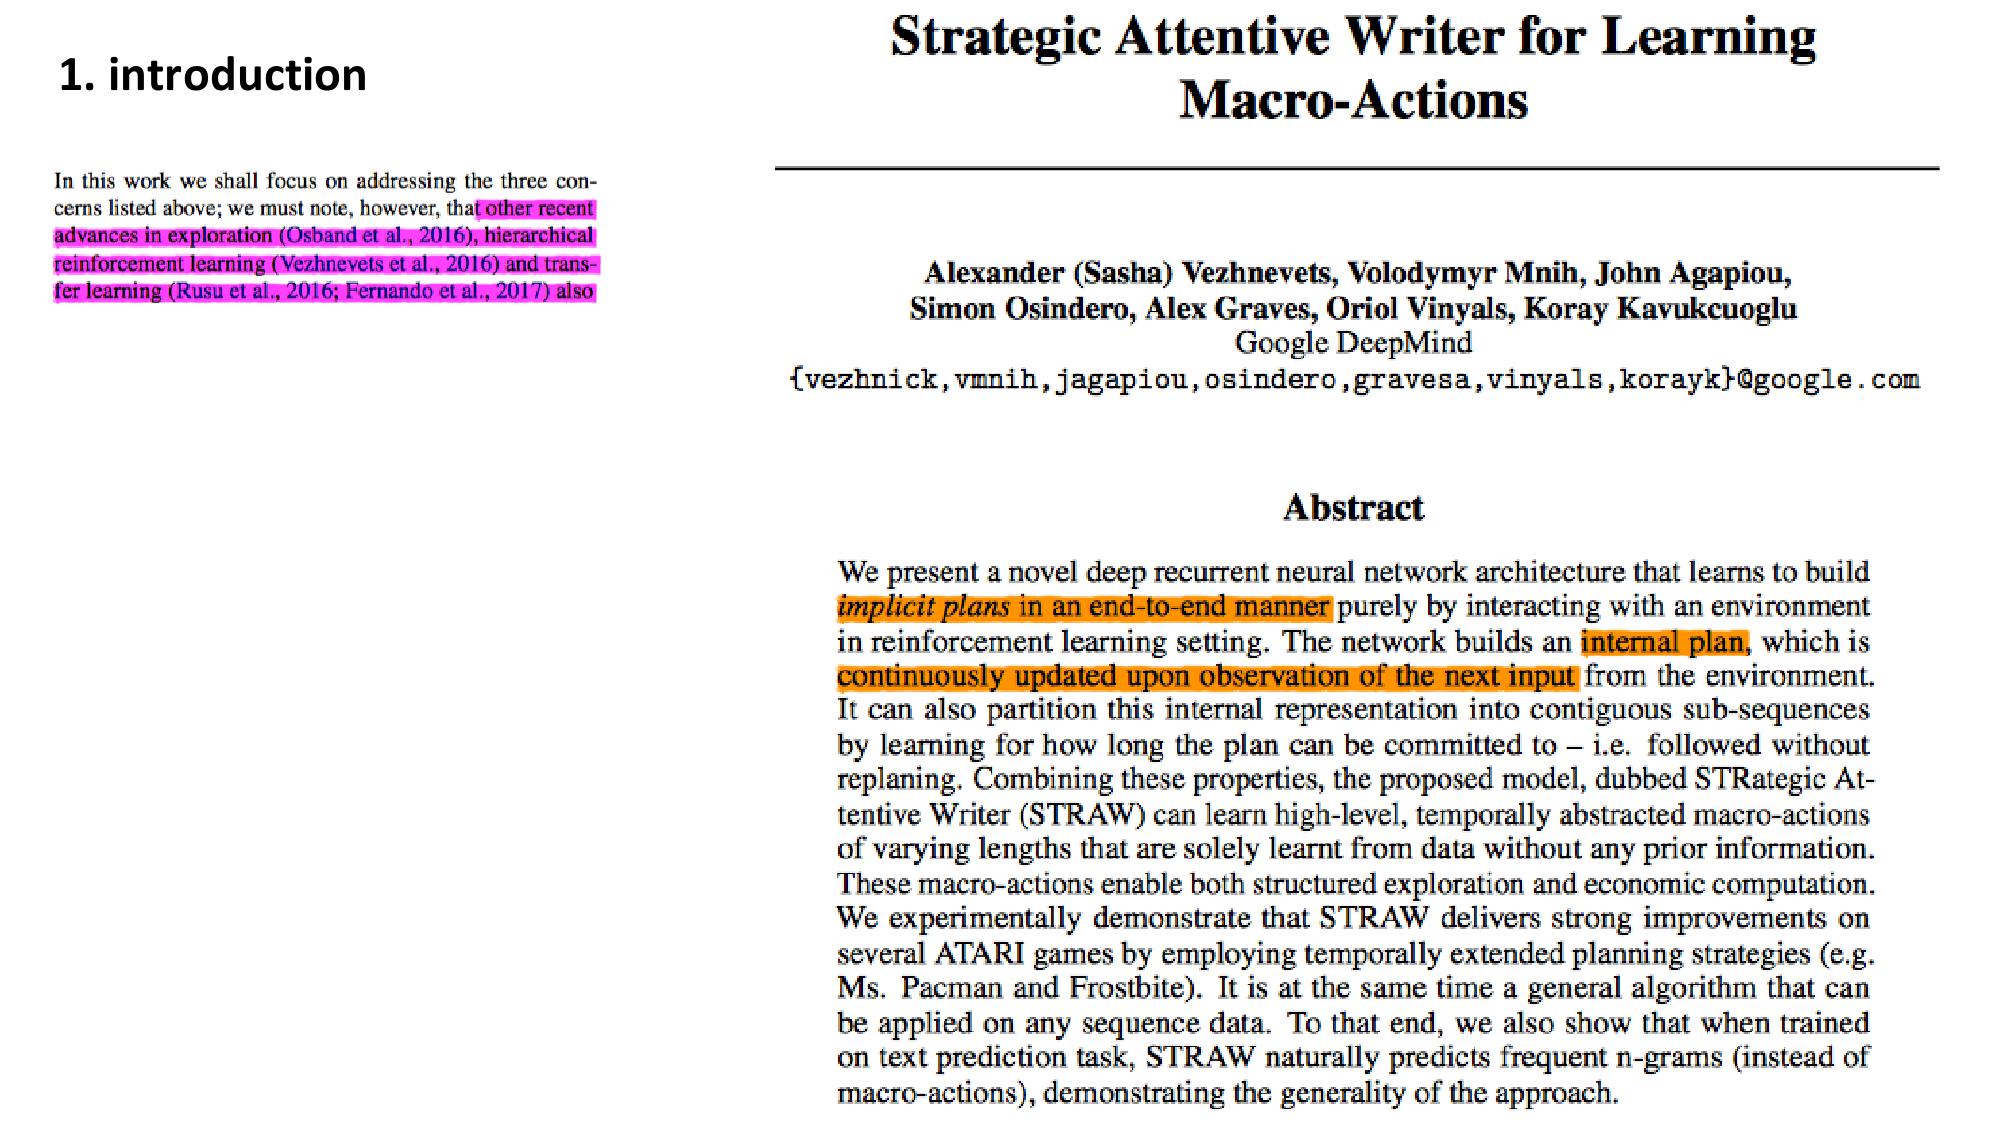 1. introduction
In this work we shall focus on addressing the three con-
cerns listed above; we must note, however, that other recent
advances in exploration (Osband et al., 2016), hierarchical
reinforcement learning (Vezhnevets et al., 2016) and trans-
fer learning (Rusu et al., 2016; Fernando et al., 2017) also
Strategic Attentive Writer for Learning
Macro-Actions
Alexander (Sasha) Vezhnevets, Volodymyr Mnih, John Agapiou,
Simon Osindero, Alex Graves, Oriol Vinyals, Koray Kavukcuoglu
Google DeepMind
{vezhnick,vmnih,jagapiou,osindero,gravesa,vinyals,korayk}@google.com
Abstract
We present a novel deep recurrent neural network architecture that learns to build
implicit plans in an end-to-end manner purely by interacting with an environment
in reinforcement learning setting. The network builds an internal plan, which is
continuously updated upon observation of the next input from the environment.
It can also partition this internal representation into contiguous sub-sequences
by learning for how long the plan can be committed to – i.e. followed without
replaning. Combining these properties, the proposed model, dubbed STRategic At-
tentive Writer (STRAW) can learn high-level, temporally abstracted macro-actions
of varying lengths that are solely learnt from data without any prior information.
These macro-actions enable both structured exploration and economic computation.
We experimentally demonstrate that STRAW delivers strong improvements on
several ATARI games by employing temporally extended planning strategies (e.g.
Ms. Pacman and Frostbite). It is at the same time a general algorithm that can
be applied on any sequence data. To that end, we also show that when trained
on text prediction task, STRAW naturally predicts frequent n-grams (instead of
macro-actions), demonstrating the generality of the approach.